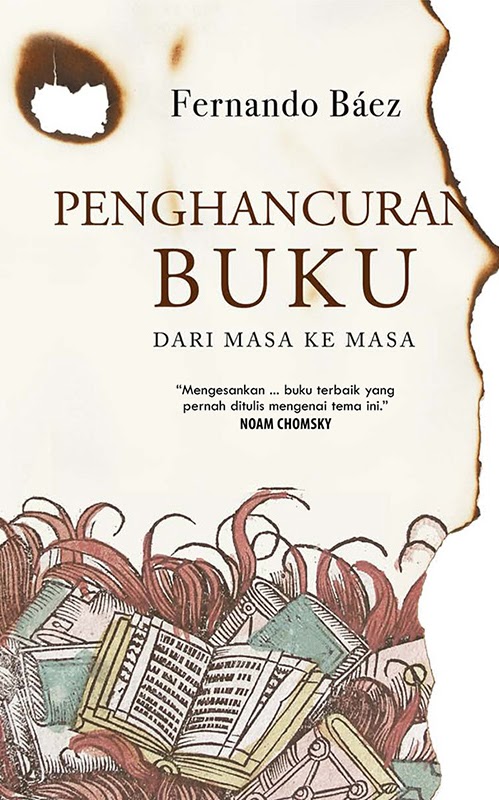 Fernando Báez
PENGHANCURAN
BUKU
DARI MASA KE MASA
“Mengesankan ... buku terbaik yang
pernah ditulis mengenai tema ini.”
NOAM CHOMSKY